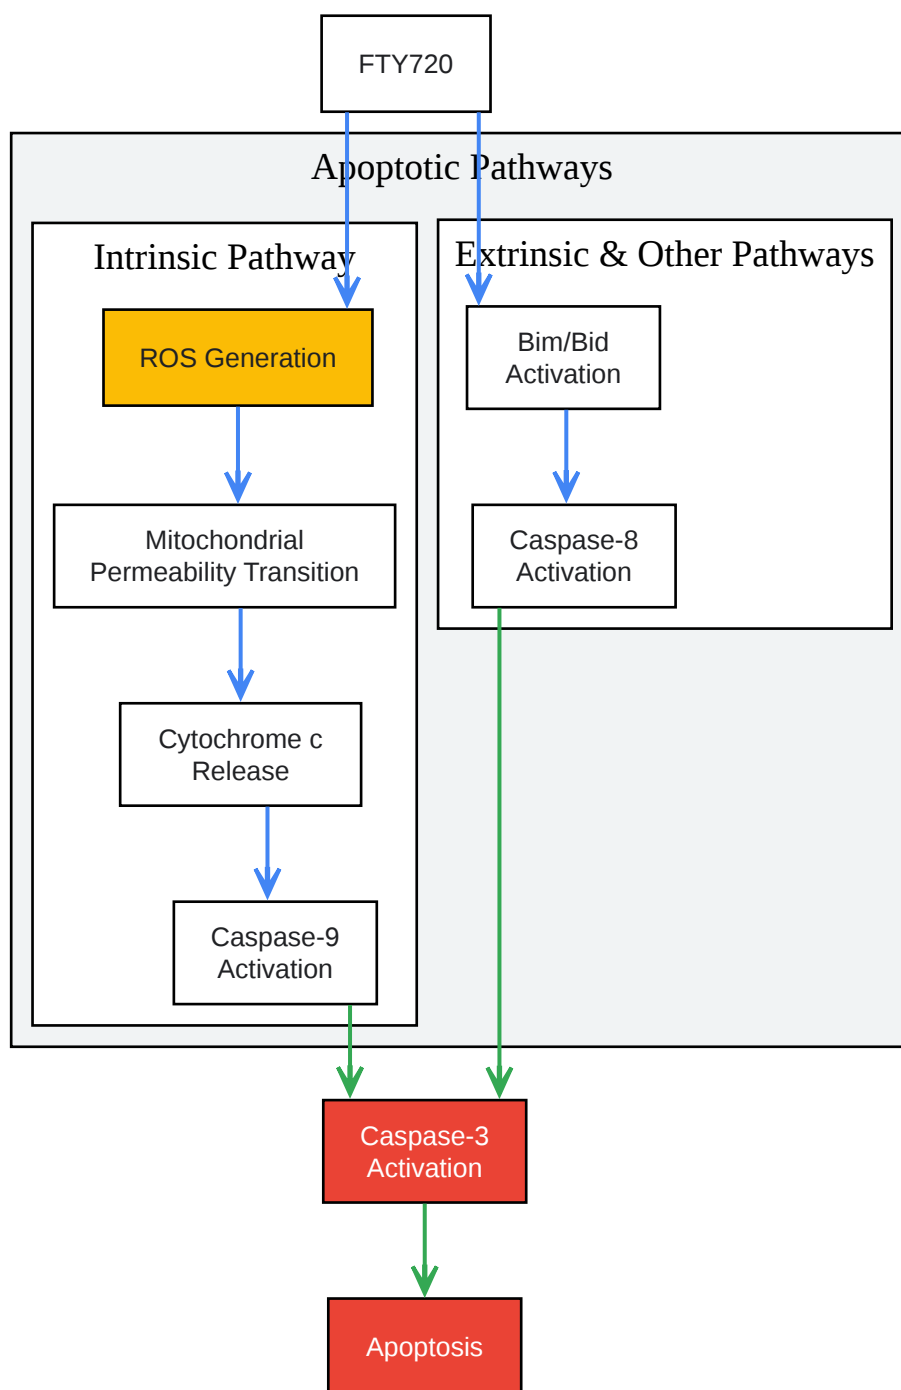 FTY720
Apoptotic Pathways
Intrinsic Pathway
ROS Generation
Mitochondrial
Permeability Transition
Cytochrome c
Release
Caspase-9
Activation
Extrinsic & Other Pathways
Bim/Bid
Activation
Caspase-8
Activation
Caspase-3
Activation
Apoptosis